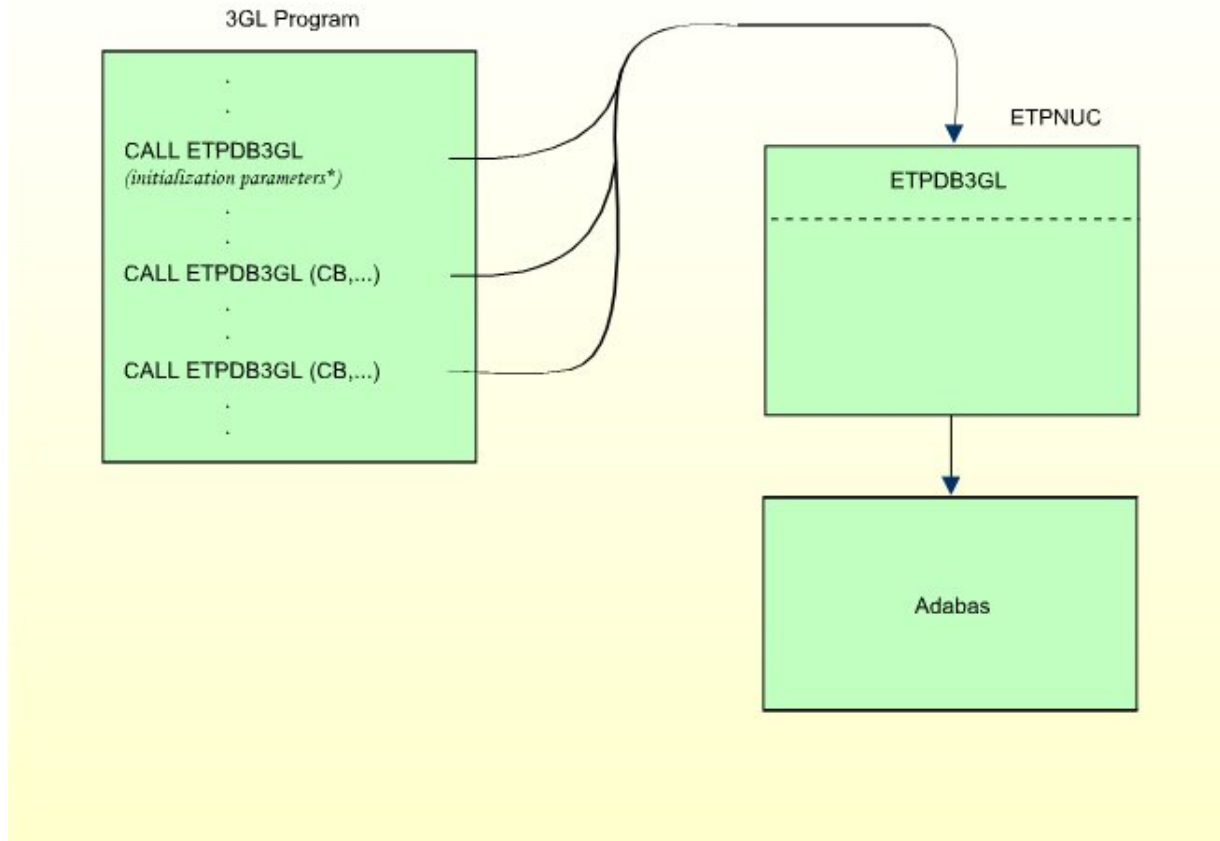 3GL Program
.
.
CALL ETPDB3GL
(initialization parameters*)
.
.
CALL ETPDB3GL (CB,...)
.
.
CALL ETPDB3GL (CB,...)
.
.
ETPNUC
ETPDB3GL
Adabas